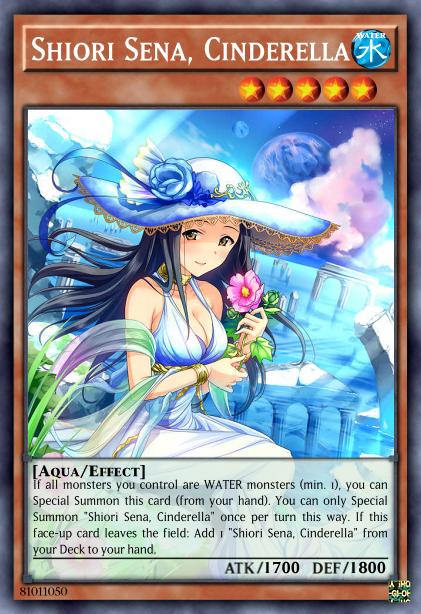 Shiori Sena, Cinderella
WATER
水
[Aqua/Effect]
If all monsters you control are WATER monsters (min. 1), you can
Special Summon this card (from your hand). You can only Special
Summon "Shiori Sena, Cinderella" once per turn this way. If this
face-up card leaves the field: Add 1 "Shiori Sena, Cinderella" from
your Deck to your hand.
ATK/1700 DEF/1800
81011050